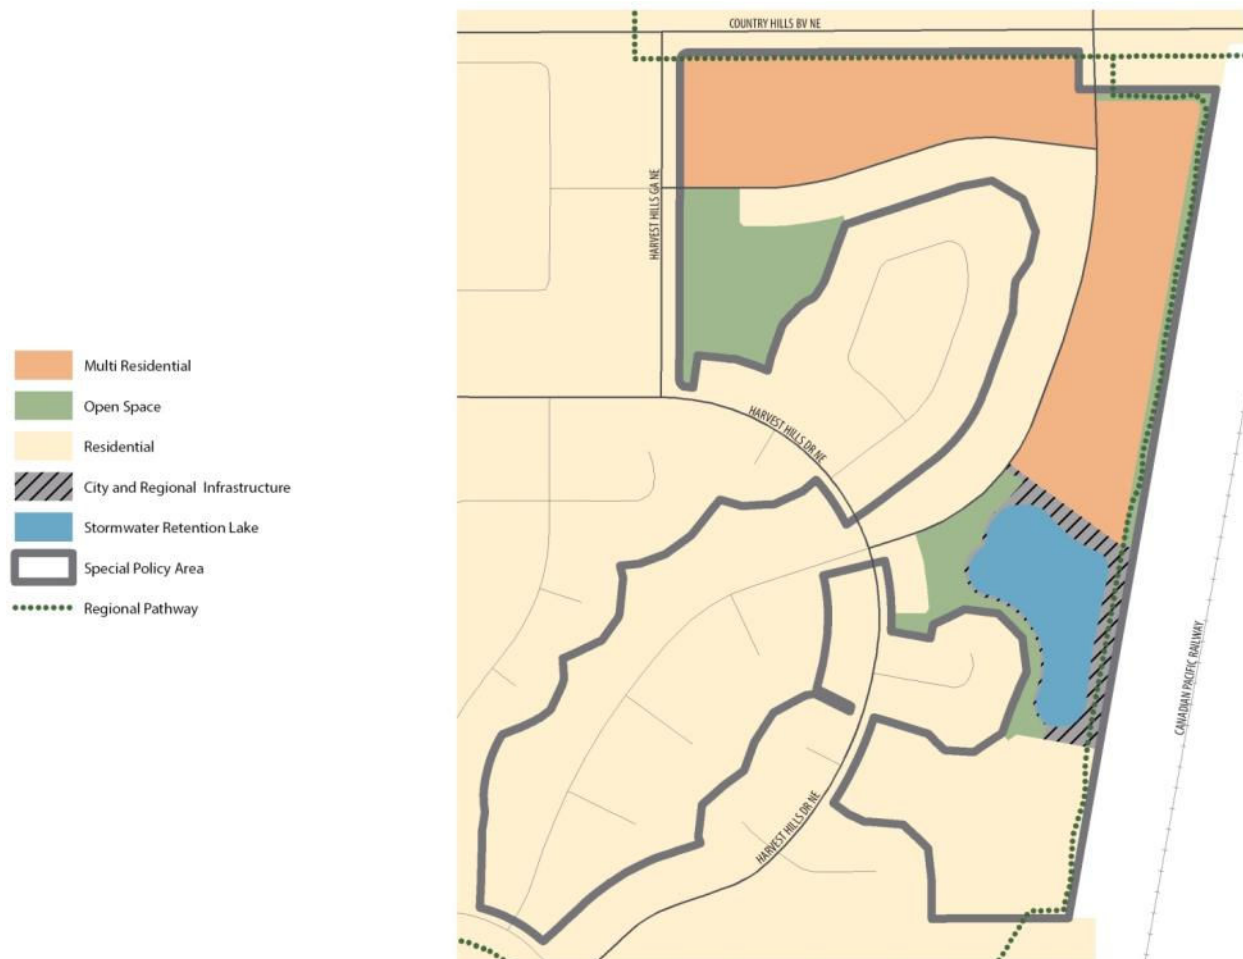 COUNTRY HILLS BV NE
HARVEST HILLS GA NE
Multi Residential
Open Space
HARVEST HILLS DR NE
Residential
City and Regional Infrastructure
Stormwater Retention Lake
Special Policy Area
Regional Pathway
CANADIAN PACIFIC RAILWAY
HARVEST HILLS DR NE